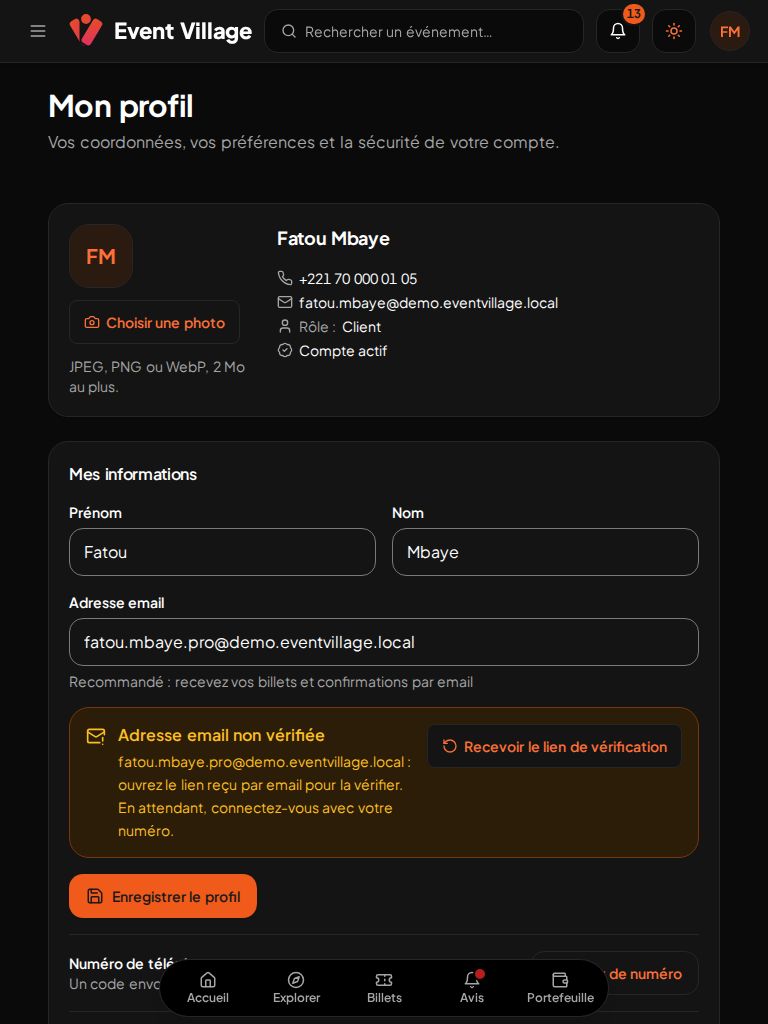 Event Village
Rechercher un événement…
13
FM
Mon profil
Vos coordonnées, vos préférences et la sécurité de votre compte.
FM
Choisir une photo
JPEG, PNG ou WebP, 2 Mo
au plus.
Fatou Mbaye
+221 70 000 01 05
fatou.mbaye@demo.eventvillage.local
Rôle : Client
Compte actif
Mes informations
Prénom
Nom
Fatou
Mbaye
Adresse email
fatou.mbaye.pro@demo.eventvillage.local
Recommandé : recevez vos billets et confirmations par email
Adresse email non vérifiée
fatou.mbaye.pro@demo.eventvillage.local :
ouvrez le lien reçu par email pour la vérifier.
En attendant, connectez-vous avec votre
numéro.
Recevoir le lien de vérification
Enregistrer le profil
Numéro de
Un code
de numéro
Accueil
Explorer
Billets
Avis
Portefeuille